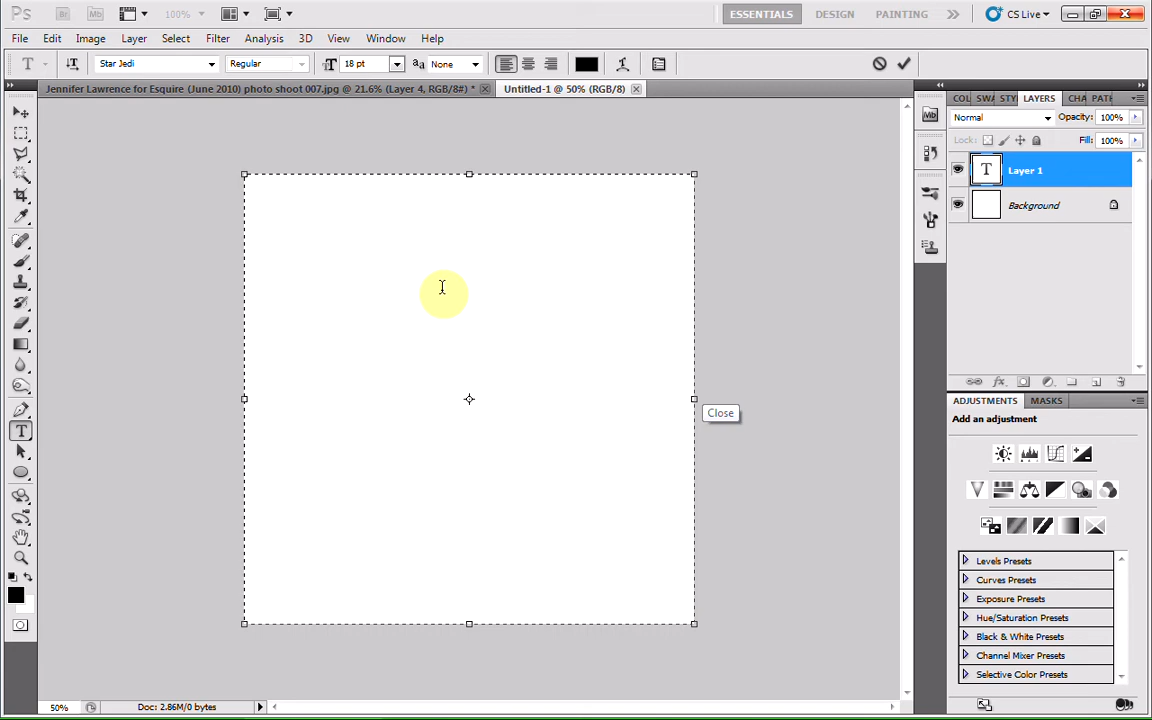 Ps Br Mb 100% ESSENTIALS DESIGN PAINTING CS Live
File Edit Image Layer Select Filter Analysis 3D View Window Help
T Star Jedi Regular 18 pt aa None
Jennifer Lawrence for Esquire (June 2010) photo shoot 007.jpg @ 21.6% (Layer 4, RGB/8#) * Untitled-1 @ 50% (RGB/8)
COL SWA STYL LAYERS CHA PATH
Normal Opacity: 100%
Lock: Fill: 100%
T Layer 1
Background
Close
ADJUSTMENTS MASKS
Add an adjustment
Levels Presets
Curves Presets
Exposure Presets
Hue/Saturation Presets
Black & White Presets
Channel Mixer Presets
Selective Color Presets
50% Doc: 2.86M/0 bytes